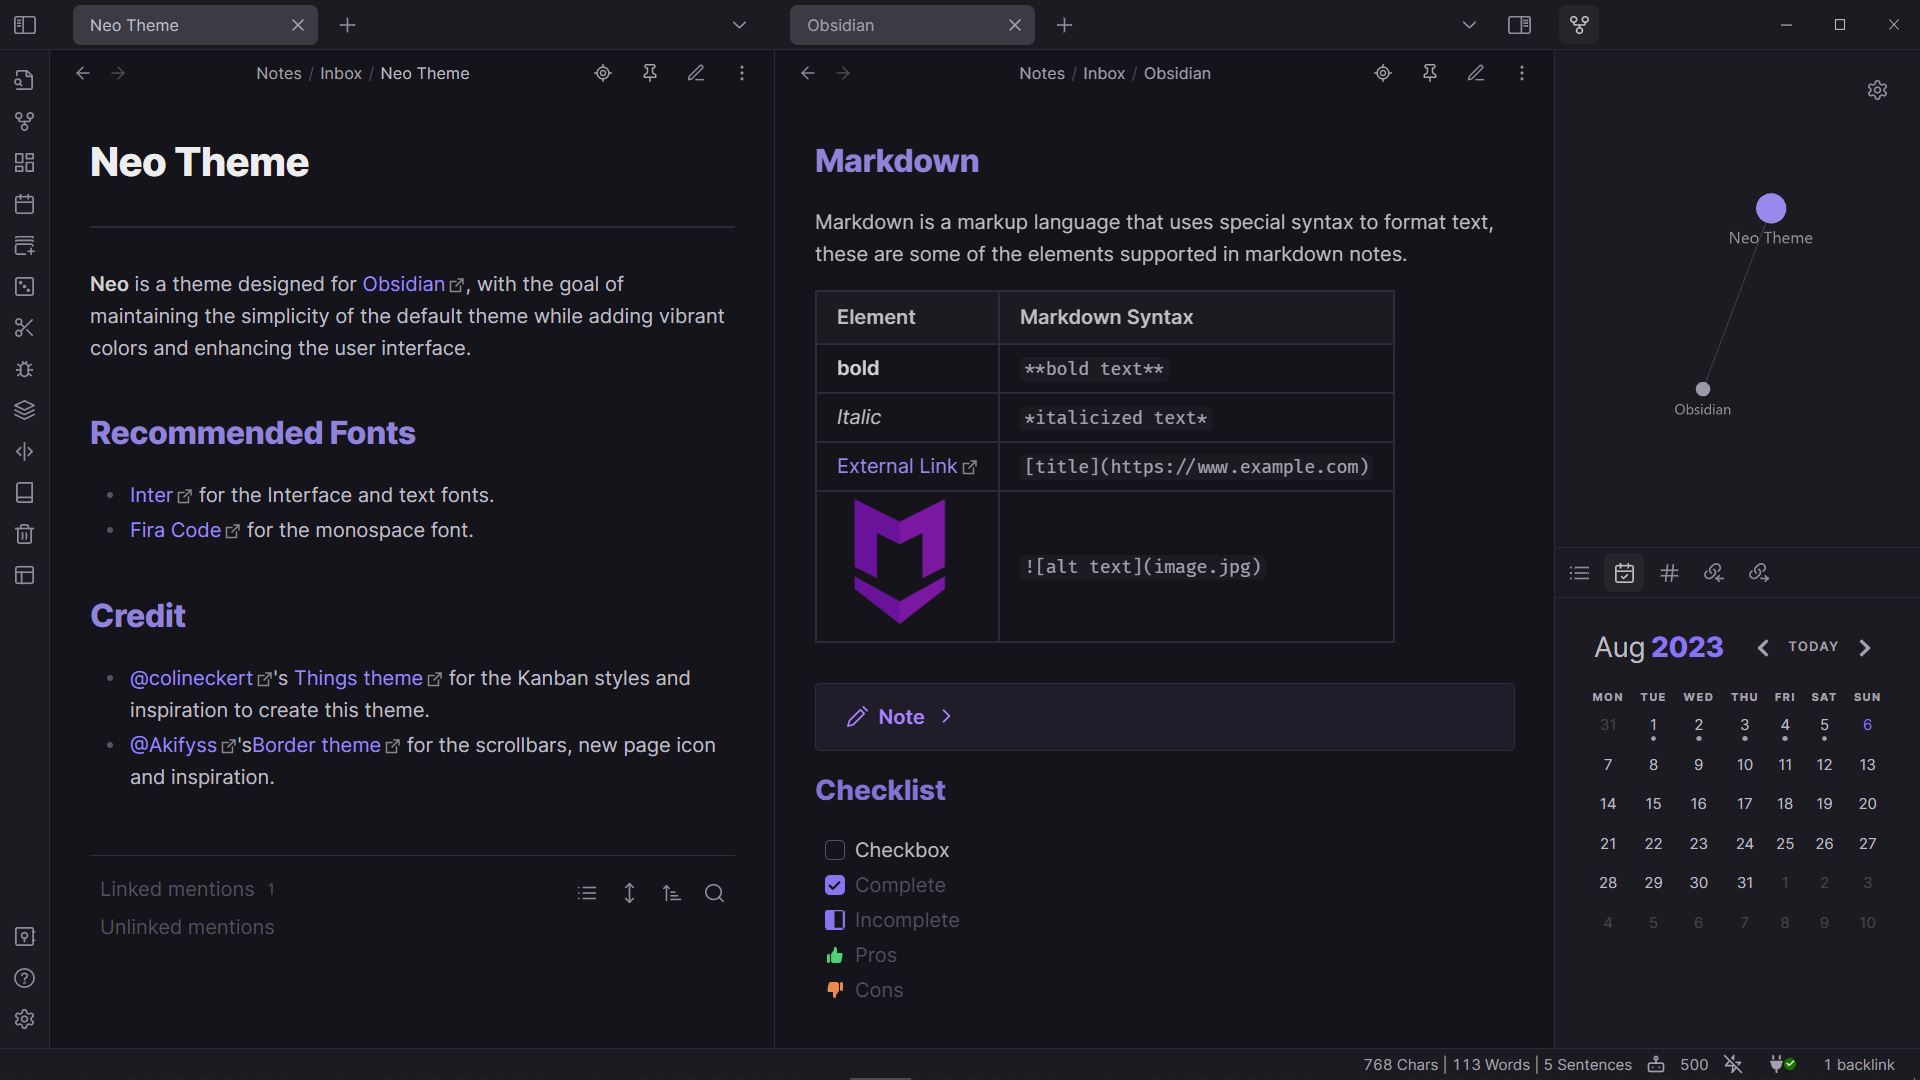 Neo Theme
Obsidian
Notes / Inbox / Neo Theme
Neo Theme
Neo is a theme designed for Obsidian, with the goal of
maintaining the simplicity of the default theme while adding vibrant
colors and enhancing the user interface.
Recommended Fonts
Inter for the Interface and text fonts.
Fira Code for the monospace font.
Credit
@colineckert's Things theme for the Kanban styles and
inspiration to create this theme.
@Akifyss'sBorder theme for the scrollbars, new page icon
and inspiration.
Linked mentions 1
Unlinked mentions
Notes / Inbox / Obsidian
Markdown
Markdown is a markup language that uses special syntax to format text,
these are some of the elements supported in markdown notes.
Element Markdown Syntax
bold **bold text**
Italic *italicized text*
External Link [title](https://www.example.com)
![alt text](image.jpg)
Note
Checklist
Checkbox
Complete
Incomplete
Pros
Cons
Neo Theme
Obsidian
Aug 2023 TODAY
MON TUE WED THU FRI SAT SUN
31 1 2 3 4 5 6
7 8 9 10 11 12 13
14 15 16 17 18 19 20
21 22 23 24 25 26 27
28 29 30 31 1 2 3
4 5 6 7 8 9 10
768 Chars | 113 Words | 5 Sentences 500 1 backlink